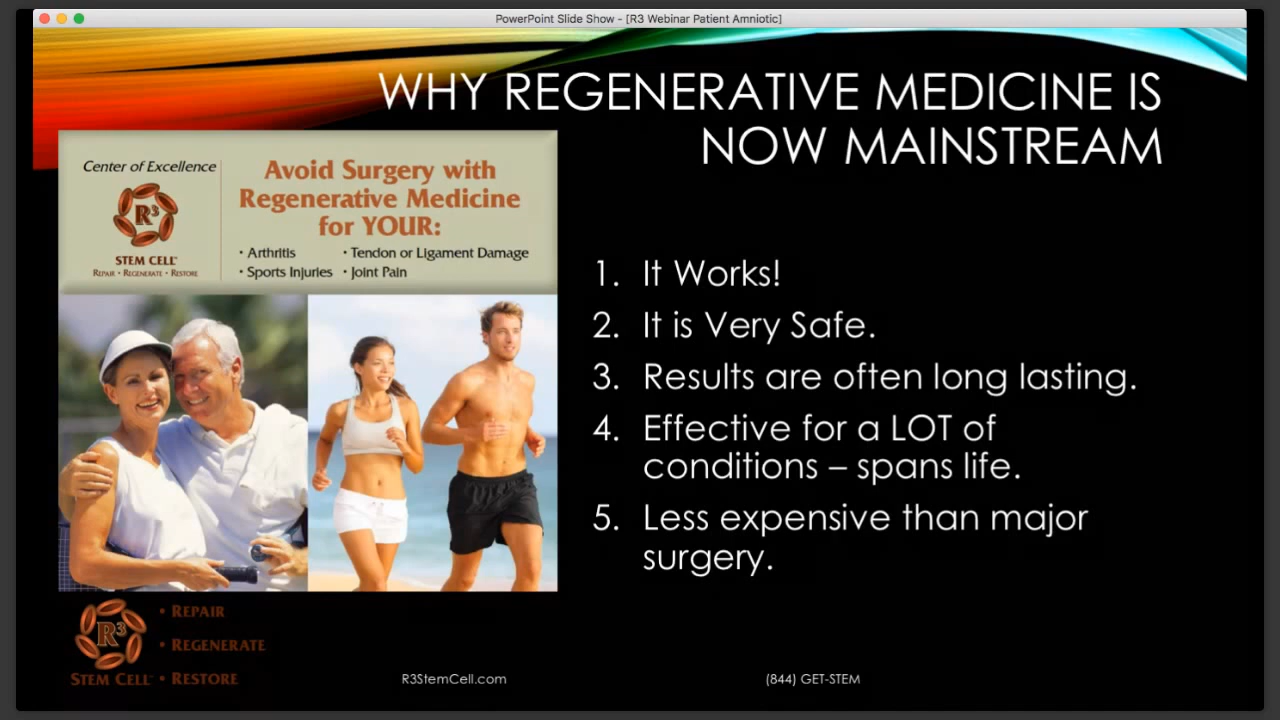 PowerPoint Slide Show - [R3 Webinar Patient Amniotic]
WHY REGENERATIVE MEDICINE IS
NOW MAINSTREAM
Center of Excellence
R³
STEM CELL™
REPAIR • REGENERATE • RESTORE
Avoid Surgery with
Regenerative Medicine
for YOUR:
• Arthritis
• Tendon or Ligament Damage
• Sports Injuries
• Joint Pain
1. It Works!
2. It is Very Safe.
3. Results are often long lasting.
4. Effective for a LOT of
conditions – spans life.
5. Less expensive than major
surgery.
R³
STEM CELL™
• REPAIR
• REGENERATE
• RESTORE
R3StemCell.com
(844) GET-STEM